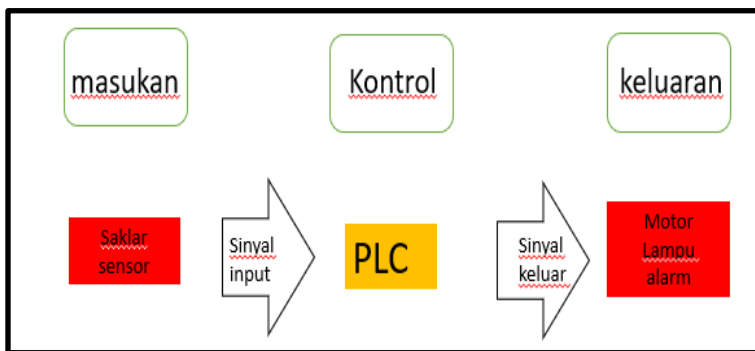 masukan
Kontrol
keluaran
Saklar
sensor
Sinyal
input
PLC
Sinyal
keluar
Motor
Lampu
alarm